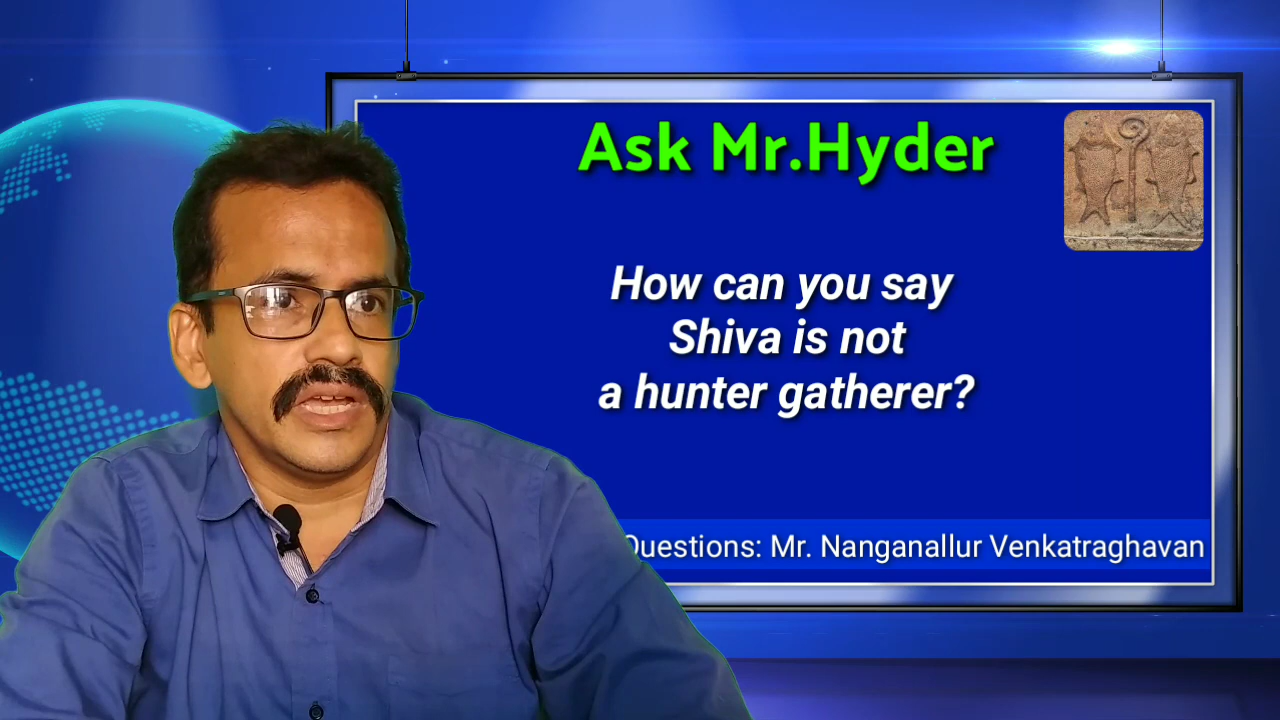 Ask Mr.Hyder
How can you say
Shiva is not
a hunter gatherer?
Questions: Mr. Nanganallur Venkatraghavan